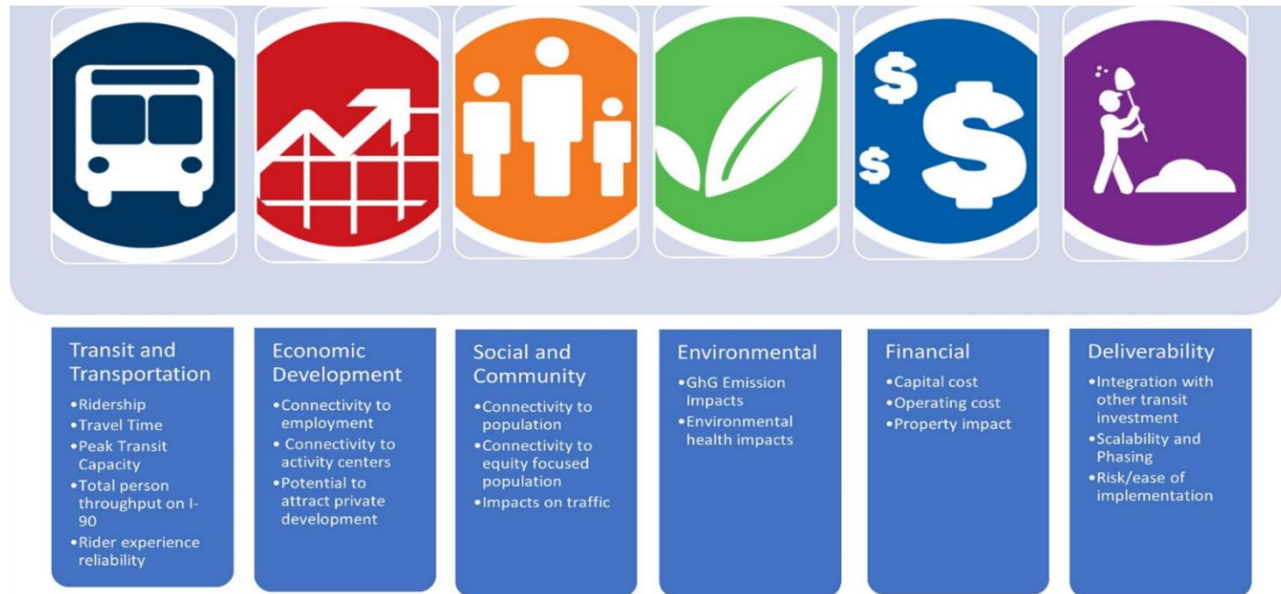 $
$
$
Transit and
Transportation
•Ridership
•Travel Time
•Peak Transit
Capacity
•Total person
throughput on I-
90
•Rider experience
reliability
Economic
Development
•Connectivity to
employment
• Connectivity to
activity centers
•Potential to
attract private
development
Social and
Community
•Connectivity to
population
•Connectivity to
equity focused
population
•Impacts on traffic
Environmental
•GhG Emission
Impacts
•Environmental
health impacts
Financial
•Capital cost
•Operating cost
•Property impact
Deliverability
•Integration with
other transit
investment
•Scalability and
Phasing
•Risk/ease of
implementation